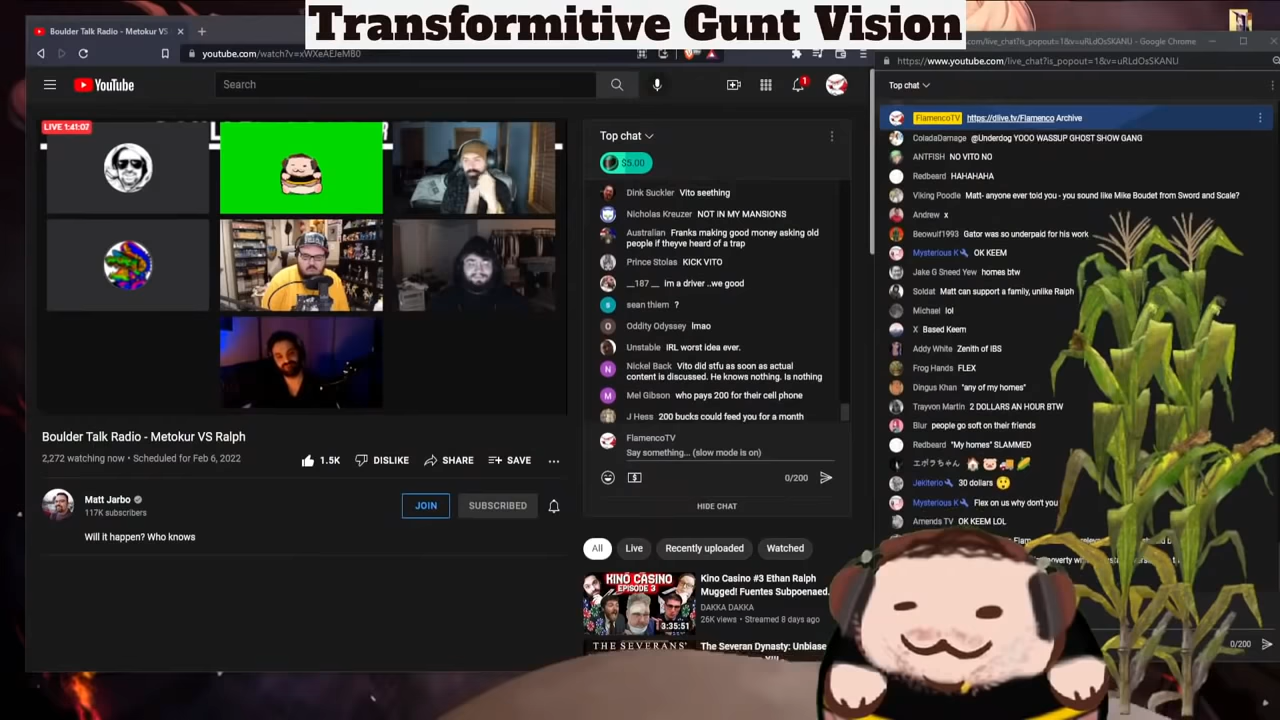 Transformitive Gunt Vision
Boulder Talk Radio - Metokur VS
youtube.com/watch?v=xWXeAEJeMB0
.com/live_chat?is_popout=1&v=uRLdOsSKANU - Google Chrome
https://www.youtube.com/live_chat?is_popout=1&v=uRLdOsSKANU
YouTube
Search
1
LIVE 1:41:07
Top chat
$5.00
Dink Suckler Vito seething
Nicholas Kreuzer NOT IN MY MANSIONS
Australian Franks making good money asking old
people if theyve heard of a trap
Prince Stolas KICK VITO
__187__ im a driver ..we good
sean thiem ?
Oddity Odyssey lmao
Unstable IRL worst idea ever.
Nickel Back Vito did stfu as soon as actual
content is discussed. He knows nothing. Is nothing
Mel Gibson who pays 200 for their cell phone
J Hess 200 bucks could feed you for a month
FlamencoTV
Say something... (slow mode is on)
0/200
HIDE CHAT
Boulder Talk Radio - Metokur VS Ralph
2,272 watching now • Scheduled for Feb 6, 2022
1.5K
DISLIKE
SHARE
SAVE
Matt Jarbo
117K subscribers
JOIN
SUBSCRIBED
Will it happen? Who knows
All
Live
Recently uploaded
Watched
KINO CASINO
EPISODE 3
3:35:51
Kino Casino #3 Ethan Ralph
Mugged! Fuentes Subpoenaed.
DAKKA DAKKA
26K views • Streamed 8 days ago
THE SEVERANS'
The Severan Dynasty: Unbiase
Top chat
FlamencoTV https://dlive.tv/Flamenco Archive
ColadaDamage @Underdog YOOO WASSUP GHOST SHOW GANG
ANTFISH NO VITO NO
Redbeard HAHAHAHA
Viking Poodle Matt- anyone ever told you - you sound like Mike Boudet from Sword and Scale?
Andrew x
Beowulf1993 Gator was so underpaid for his work
Mysterious K OK KEEM
Jake G Sneed Yew homes btw
Soldat Matt can support a family, unlike Ralph
Michael lol
X Based Keem
Addy White Zenith of IBS
Frog Hands FLEX
Dingus Khan "any of my homes"
Trayvon Martin 2 DOLLARS AN HOUR BTW
Blur people go soft on their friends
Redbeard "My homes" SLAMMED
エボラちゃん
Jekiterio 30 dollars
Mysterious K Flex on us why don't you
Amends TV OK KEEM LOL
0/200